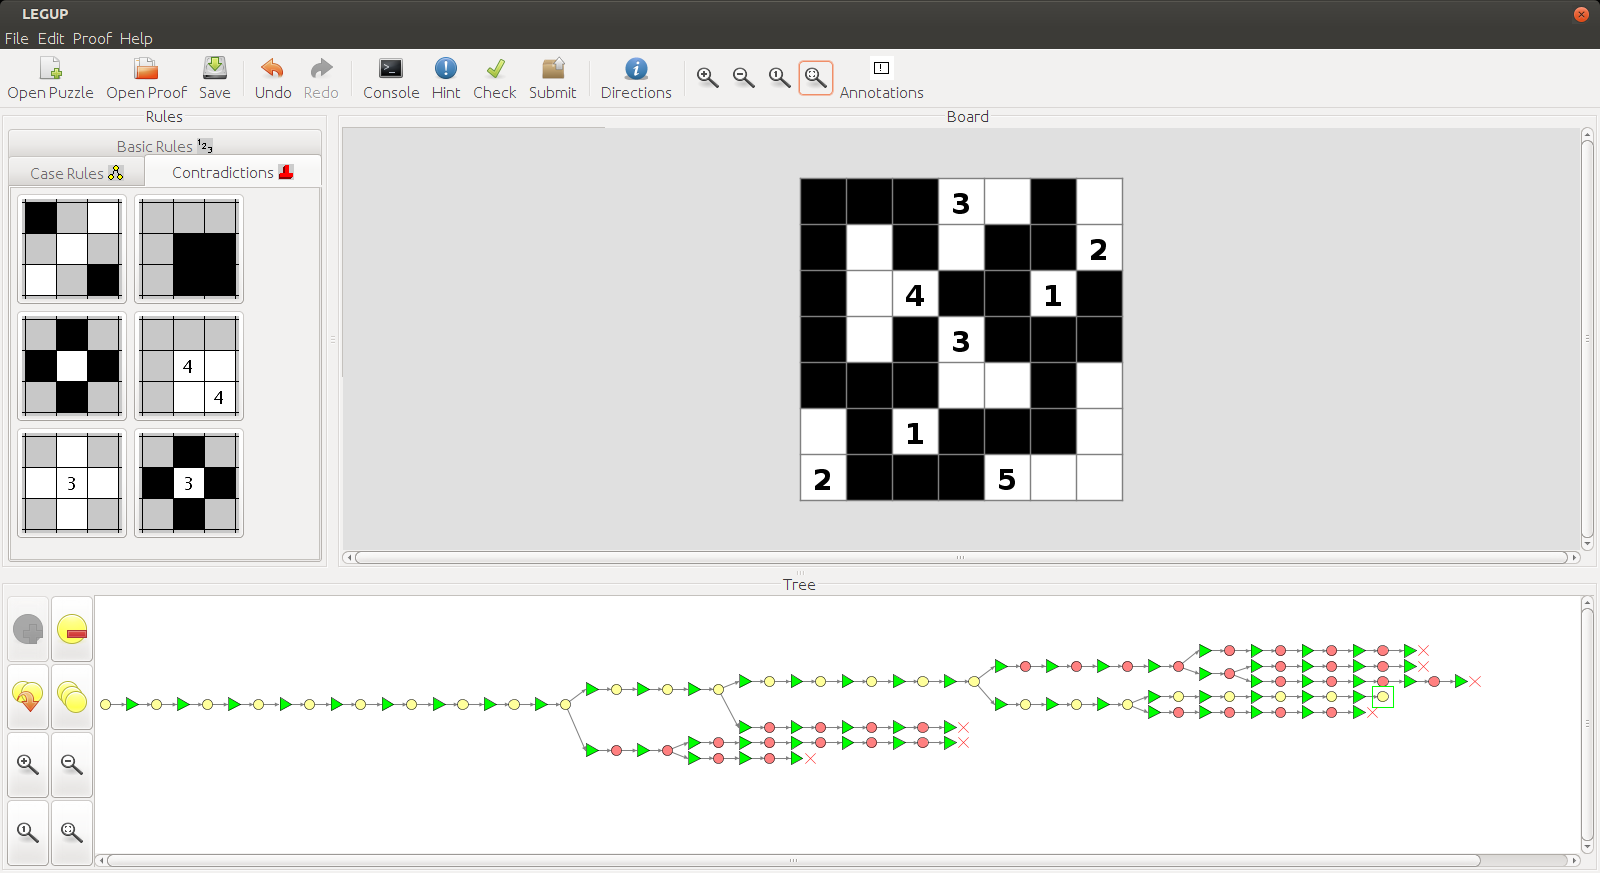 LEGUP
File Edit Proof Help
Open Puzzle Open Proof Save Undo Redo Console Hint Check Submit Directions Annotations
Rules
Board
Basic Rules 123
Case Rules Contradictions
4
4
3
3
3
2
4 1
3
1
2 5
Tree